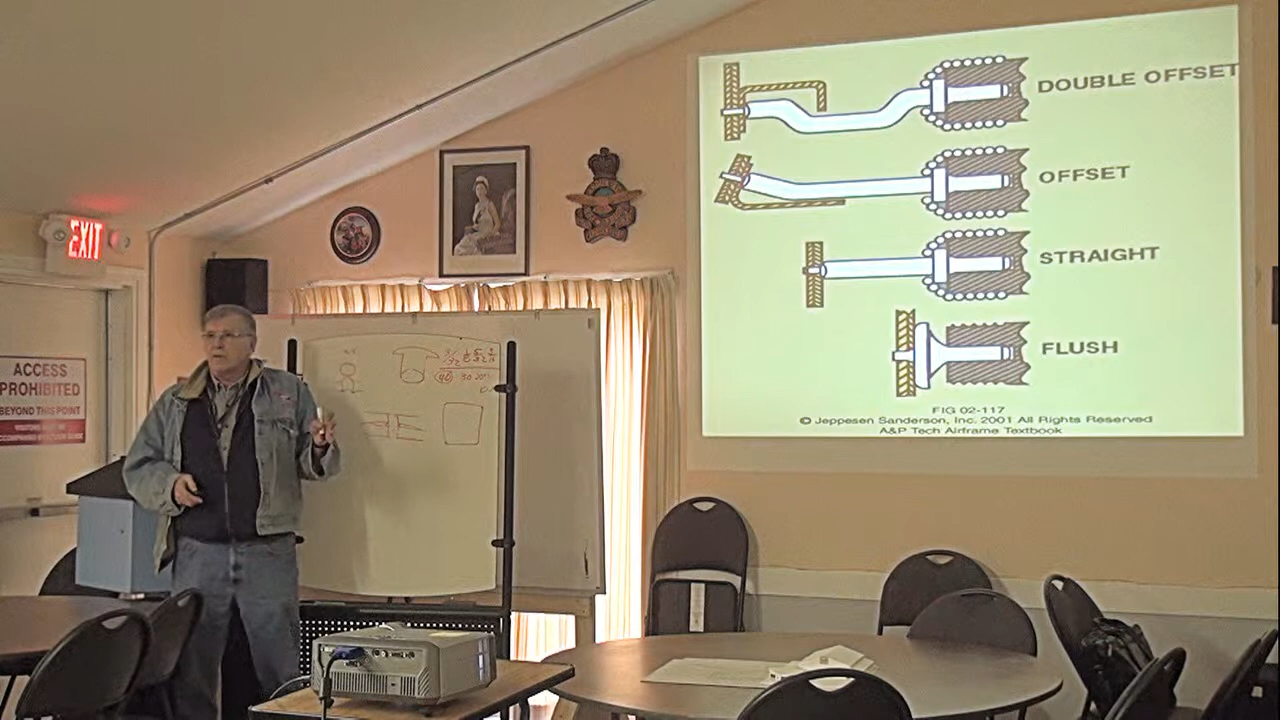 DOUBLE OFFSET
OFFSET
STRAIGHT
FLUSH
FIG 02-117
© Jeppesen Sanderson, Inc. 2001 All Rights Reserved
A&P Tech Airframe Textbook
EXIT
ACCESS
PROHIBITED
BEYOND THIS POINT